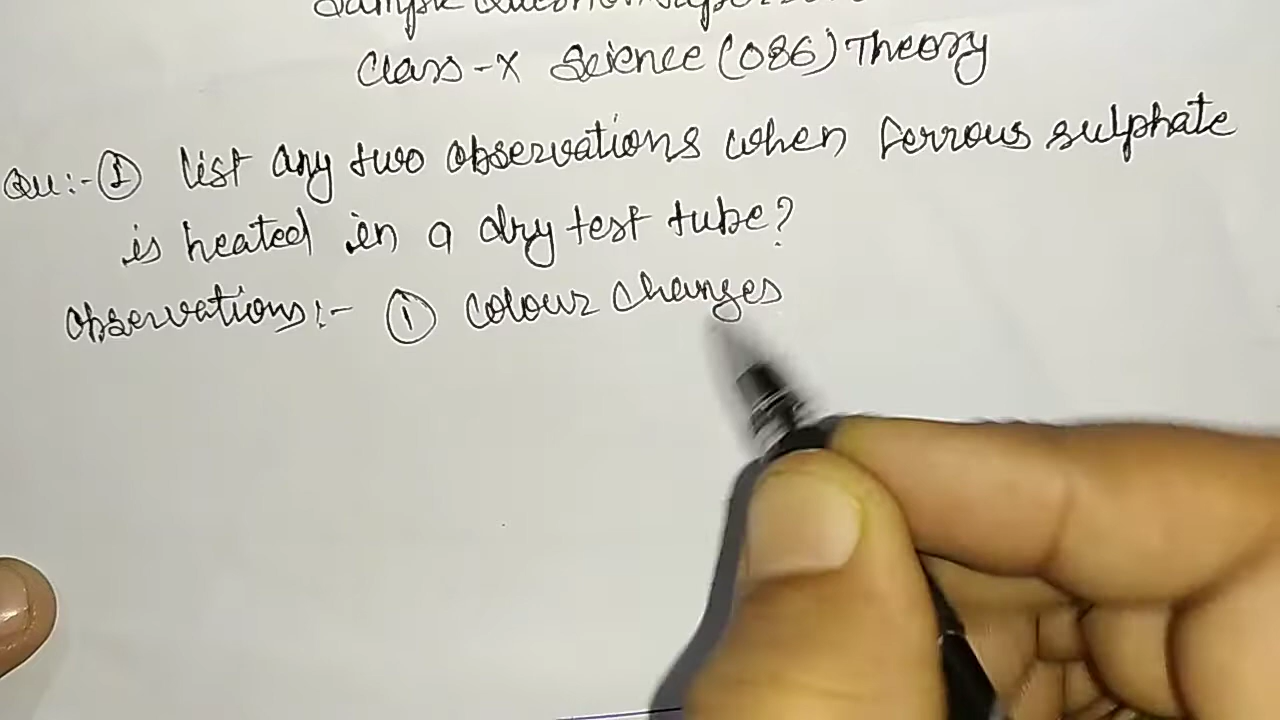 Class-X Science (086) Theory
Qu:-① List any two observations when ferrous sulphate
is heated in a dry test tube?
observations:- ① colour changes